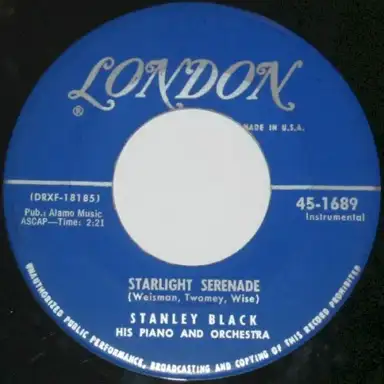 LONDON
®
MADE IN U.S.A.
(DRXF-18185)
45-1689
Pub.: Alamo Music
Instrumental
ASCAP—Time: 2:21
STARLIGHT SERENADE
(Weisman, Twomey, Wise)
STANLEY BLACK
HIS PIANO AND ORCHESTRA
UNAUTHORIZED PUBLIC PERFORMANCE, BROADCASTING AND COPYING OF THIS RECORD PROHIBITED